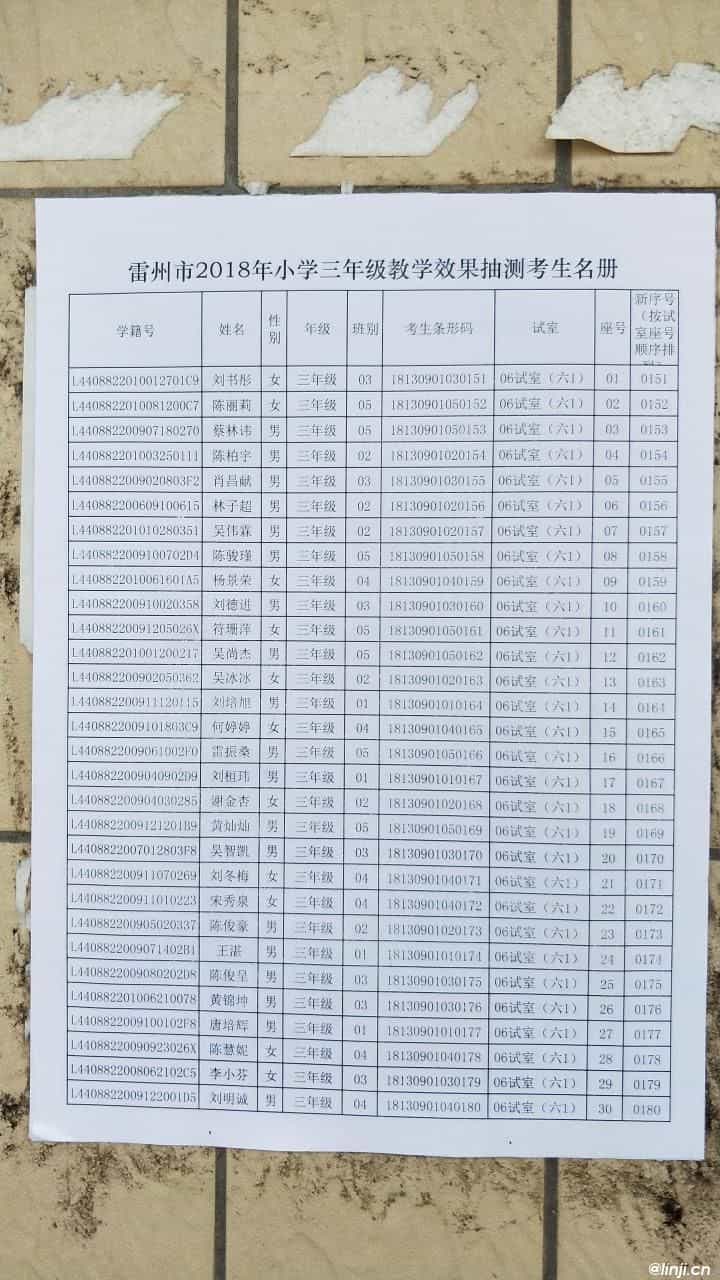 雷州市2018年小学三年级教学效果抽测考生名册
学籍号 姓名 性别 年级 班别 考生条形码 试室 座号 新序号（按试室座号顺序排列）
L4408822010012701C9 刘书彤 女 三年级 03 18130901030151 06试室（六1） 01 0151
L4408822010081200C7 陈丽莉 女 三年级 05 18130901050152 06试室（六1） 02 0152
L440882200907180270 蔡林讳 男 三年级 05 18130901050153 06试室（六1） 03 0153
L440882201003250111 陈柏宇 男 三年级 02 18130901020154 06试室（六1） 04 0154
L4408822009020803F2 肖昌猷 男 三年级 03 18130901030155 06试室（六1） 05 0155
L440882200609100615 林子超 男 三年级 02 18130901020156 06试室（六1） 06 0156
L440882201010280351 吴伟霖 男 三年级 02 18130901020157 06试室（六1） 07 0157
L4408822009100702D4 陈骏瑾 男 三年级 05 18130901050158 06试室（六1） 08 0158
L4408822010061601A5 杨景荣 女 三年级 04 18130901040159 06试室（六1） 09 0159
L440882200910020358 刘德进 男 三年级 03 18130901030160 06试室（六1） 10 0160
L44088220091205026X 符珊萍 女 三年级 05 18130901050161 06试室（六1） 11 0161
L440882201001200217 吴尚杰 男 三年级 05 18130901050162 06试室（六1） 12 0162
L440882200902050362 吴冰冰 女 三年级 02 18130901020163 06试室（六1） 13 0163
L440882200911120115 刘培旭 男 三年级 01 18130901010164 06试室（六1） 14 0164
L4408822009101803C9 何婷婷 女 三年级 04 18130901040165 06试室（六1） 15 0165
L4408822009061002F0 雷振桑 男 三年级 05 18130901050166 06试室（六1） 16 0166
L4408822009040902D9 刘桓玮 男 三年级 01 18130901010167 06试室（六1） 17 0167
L440882200904030285 谢金杏 女 三年级 02 18130901020168 06试室（六1） 18 0168
L4408822009121201B9 黄灿灿 男 三年级 05 18130901050169 06试室（六1） 19 0169
L4408822007012803F8 吴智凯 男 三年级 03 18130901030170 06试室（六1） 20 0170
L440882200911070269 刘冬梅 女 三年级 04 18130901040171 06试室（六1） 21 0171
L440882200911010223 宋秀泉 女 三年级 04 18130901040172 06试室（六1） 22 0172
L440882200905020337 陈俊豪 男 三年级 02 18130901020173 06试室（六1） 23 0173
L4408822009071402B4 王湛 男 三年级 01 18130901010174 06试室（六1） 24 0174
L4408822009080202D8 陈俊呈 男 三年级 03 18130901030175 06试室（六1） 25 0175
L440882201006210078 黄锦坤 男 三年级 03 18130901030176 06试室（六1） 26 0176
L4408822009100102F8 唐培辉 男 三年级 01 18130901010177 06试室（六1） 27 0177
L44088220090923026X 陈慧妮 女 三年级 04 18130901040178 06试室（六1） 28 0178
L4408822008062102C5 李小芬 女 三年级 03 18130901030179 06试室（六1） 29 0179
L4408822009122001D5 刘明诚 男 三年级 04 18130901040180 06试室（六1） 30 0180
@linji.cn